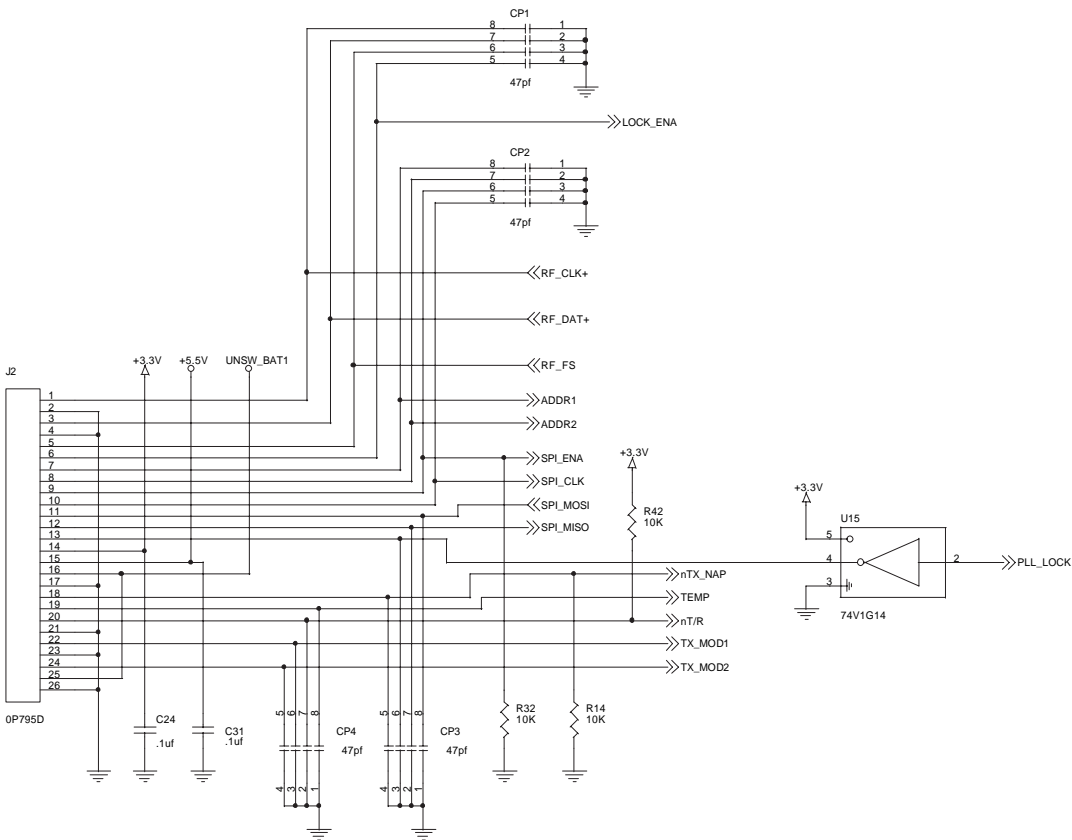 CP1
8 1
7 2
6 3
5 4
47pf
LOCK_ENA
CP2
8 1
7 2
6 3
5 4
47pf
RF_CLK+
RF_DAT+
+3.3V +5.5V UNSW_BAT1
RF_FS
J2
1
2
3
4
5
6
7
8
9
10
11
12
13
14
15
16
17
18
19
20
21
22
23
24
25
26
0P795D
ADDR1
ADDR2
SPI_ENA
SPI_CLK
SPI_MOSI
SPI_MISO
+3.3V
R42
10K
+3.3V
U15
5
4 2
3
PLL_LOCK
74V1G14
nTX_NAP
TEMP
nT/R
TX_MOD1
TX_MOD2
C24
.1uf
C31
.1uf
5 6 7 8
CP4
47pf
4 3 2 1
5 6 7 8
CP3
47pf
4 3 2 1
R32
10K
R14
10K